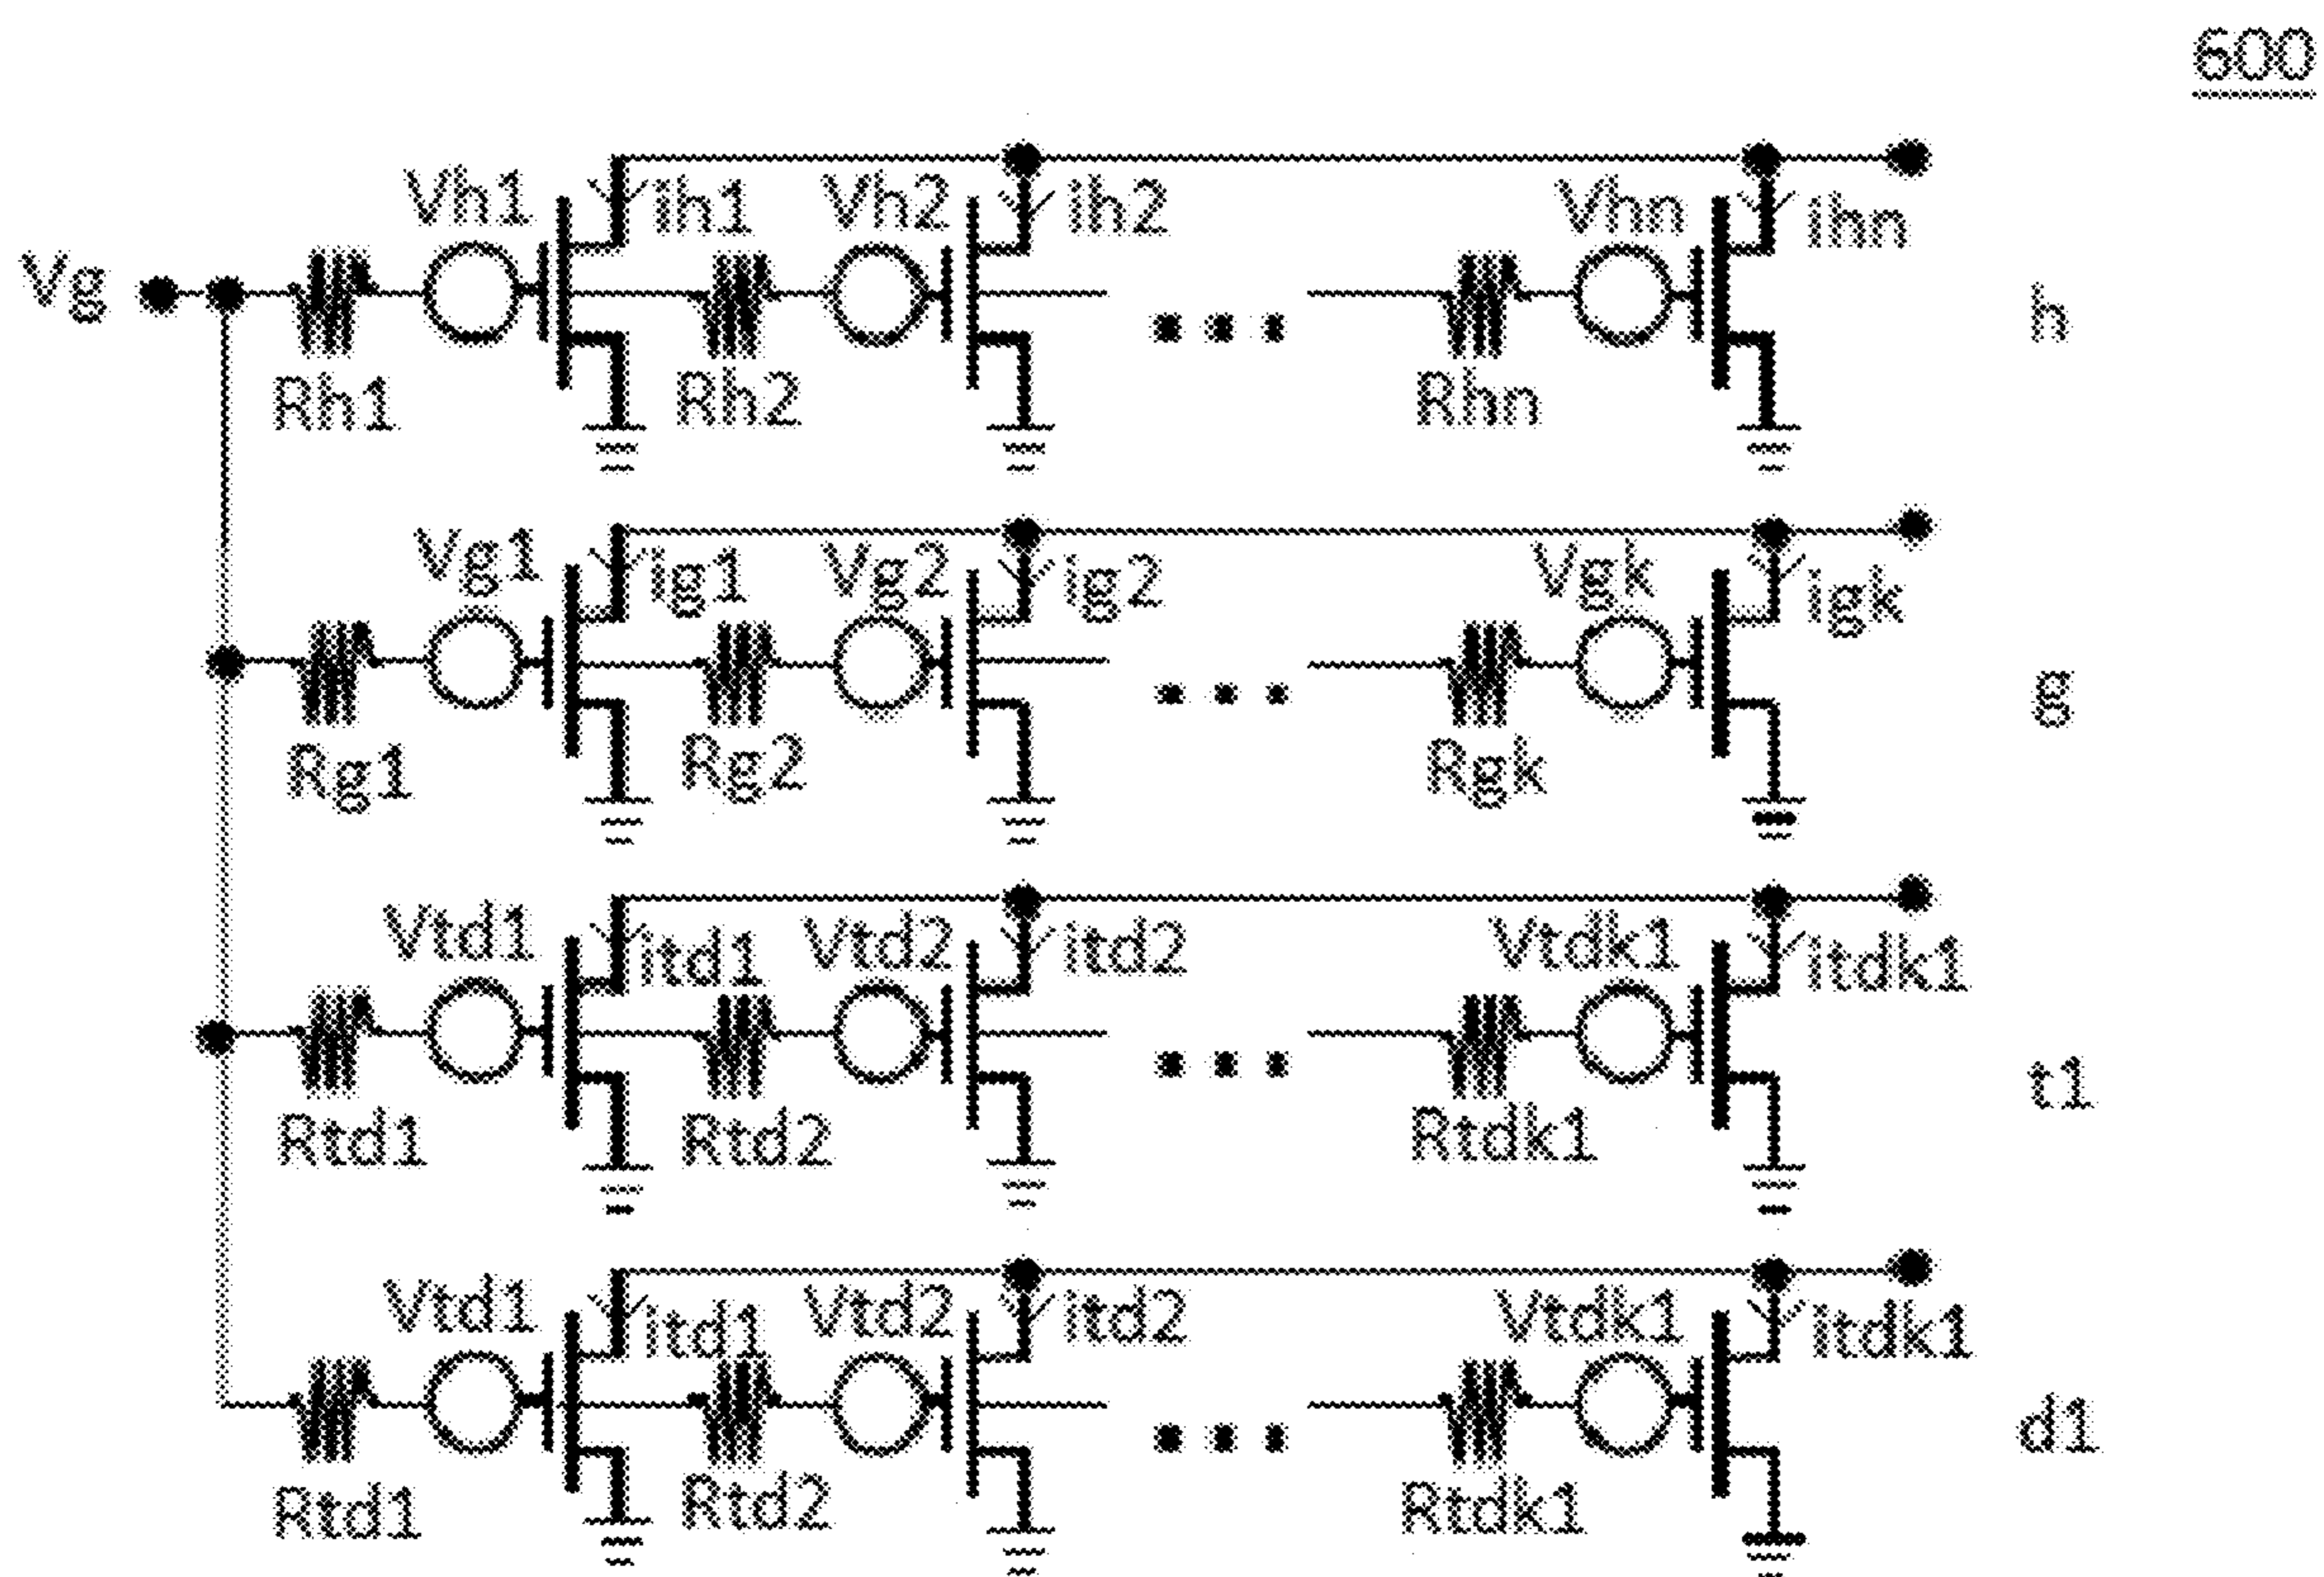 600
Vh1 ih1 Vh2 ih2 Vhn ihn
Vg h
Rh1 Rh2 Rhn
Vg1 ig1 Vg2 ig2 Vgk igk
g
Rg1 Rg2 Rgk
Vtd1 itd1 Vtd2 itd2 Vtdk1 itdk1
t1
Rtd1 Rtd2 Rtdk1
Vtd1 itd1 Vtd2 itd2 Vtdk1 itdk1
d1
Rtd1 Rtd2 Rtdk1